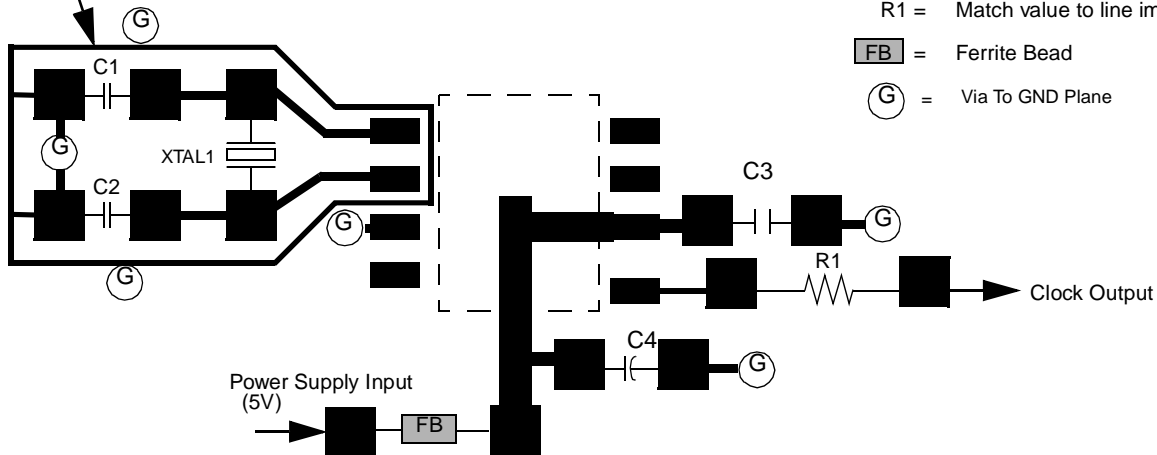 R1 = Match value to line
FB = Ferrite Bead
G = Via To GND Plane
G
C1
G
XTAL1
C2
G
G
C3
G
R1
Clock Output
C4
G
Power Supply Input
(5V)
FB